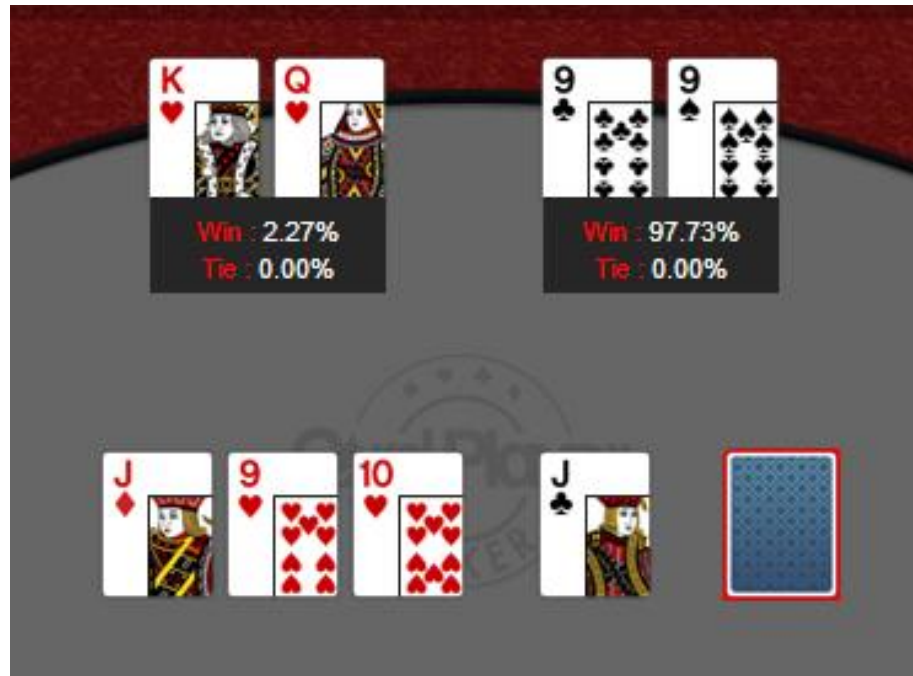 K Q 9 9
Win : 2.27% Win : 97.73%
Tie : 0.00% Tie : 0.00%
J 9 10 J